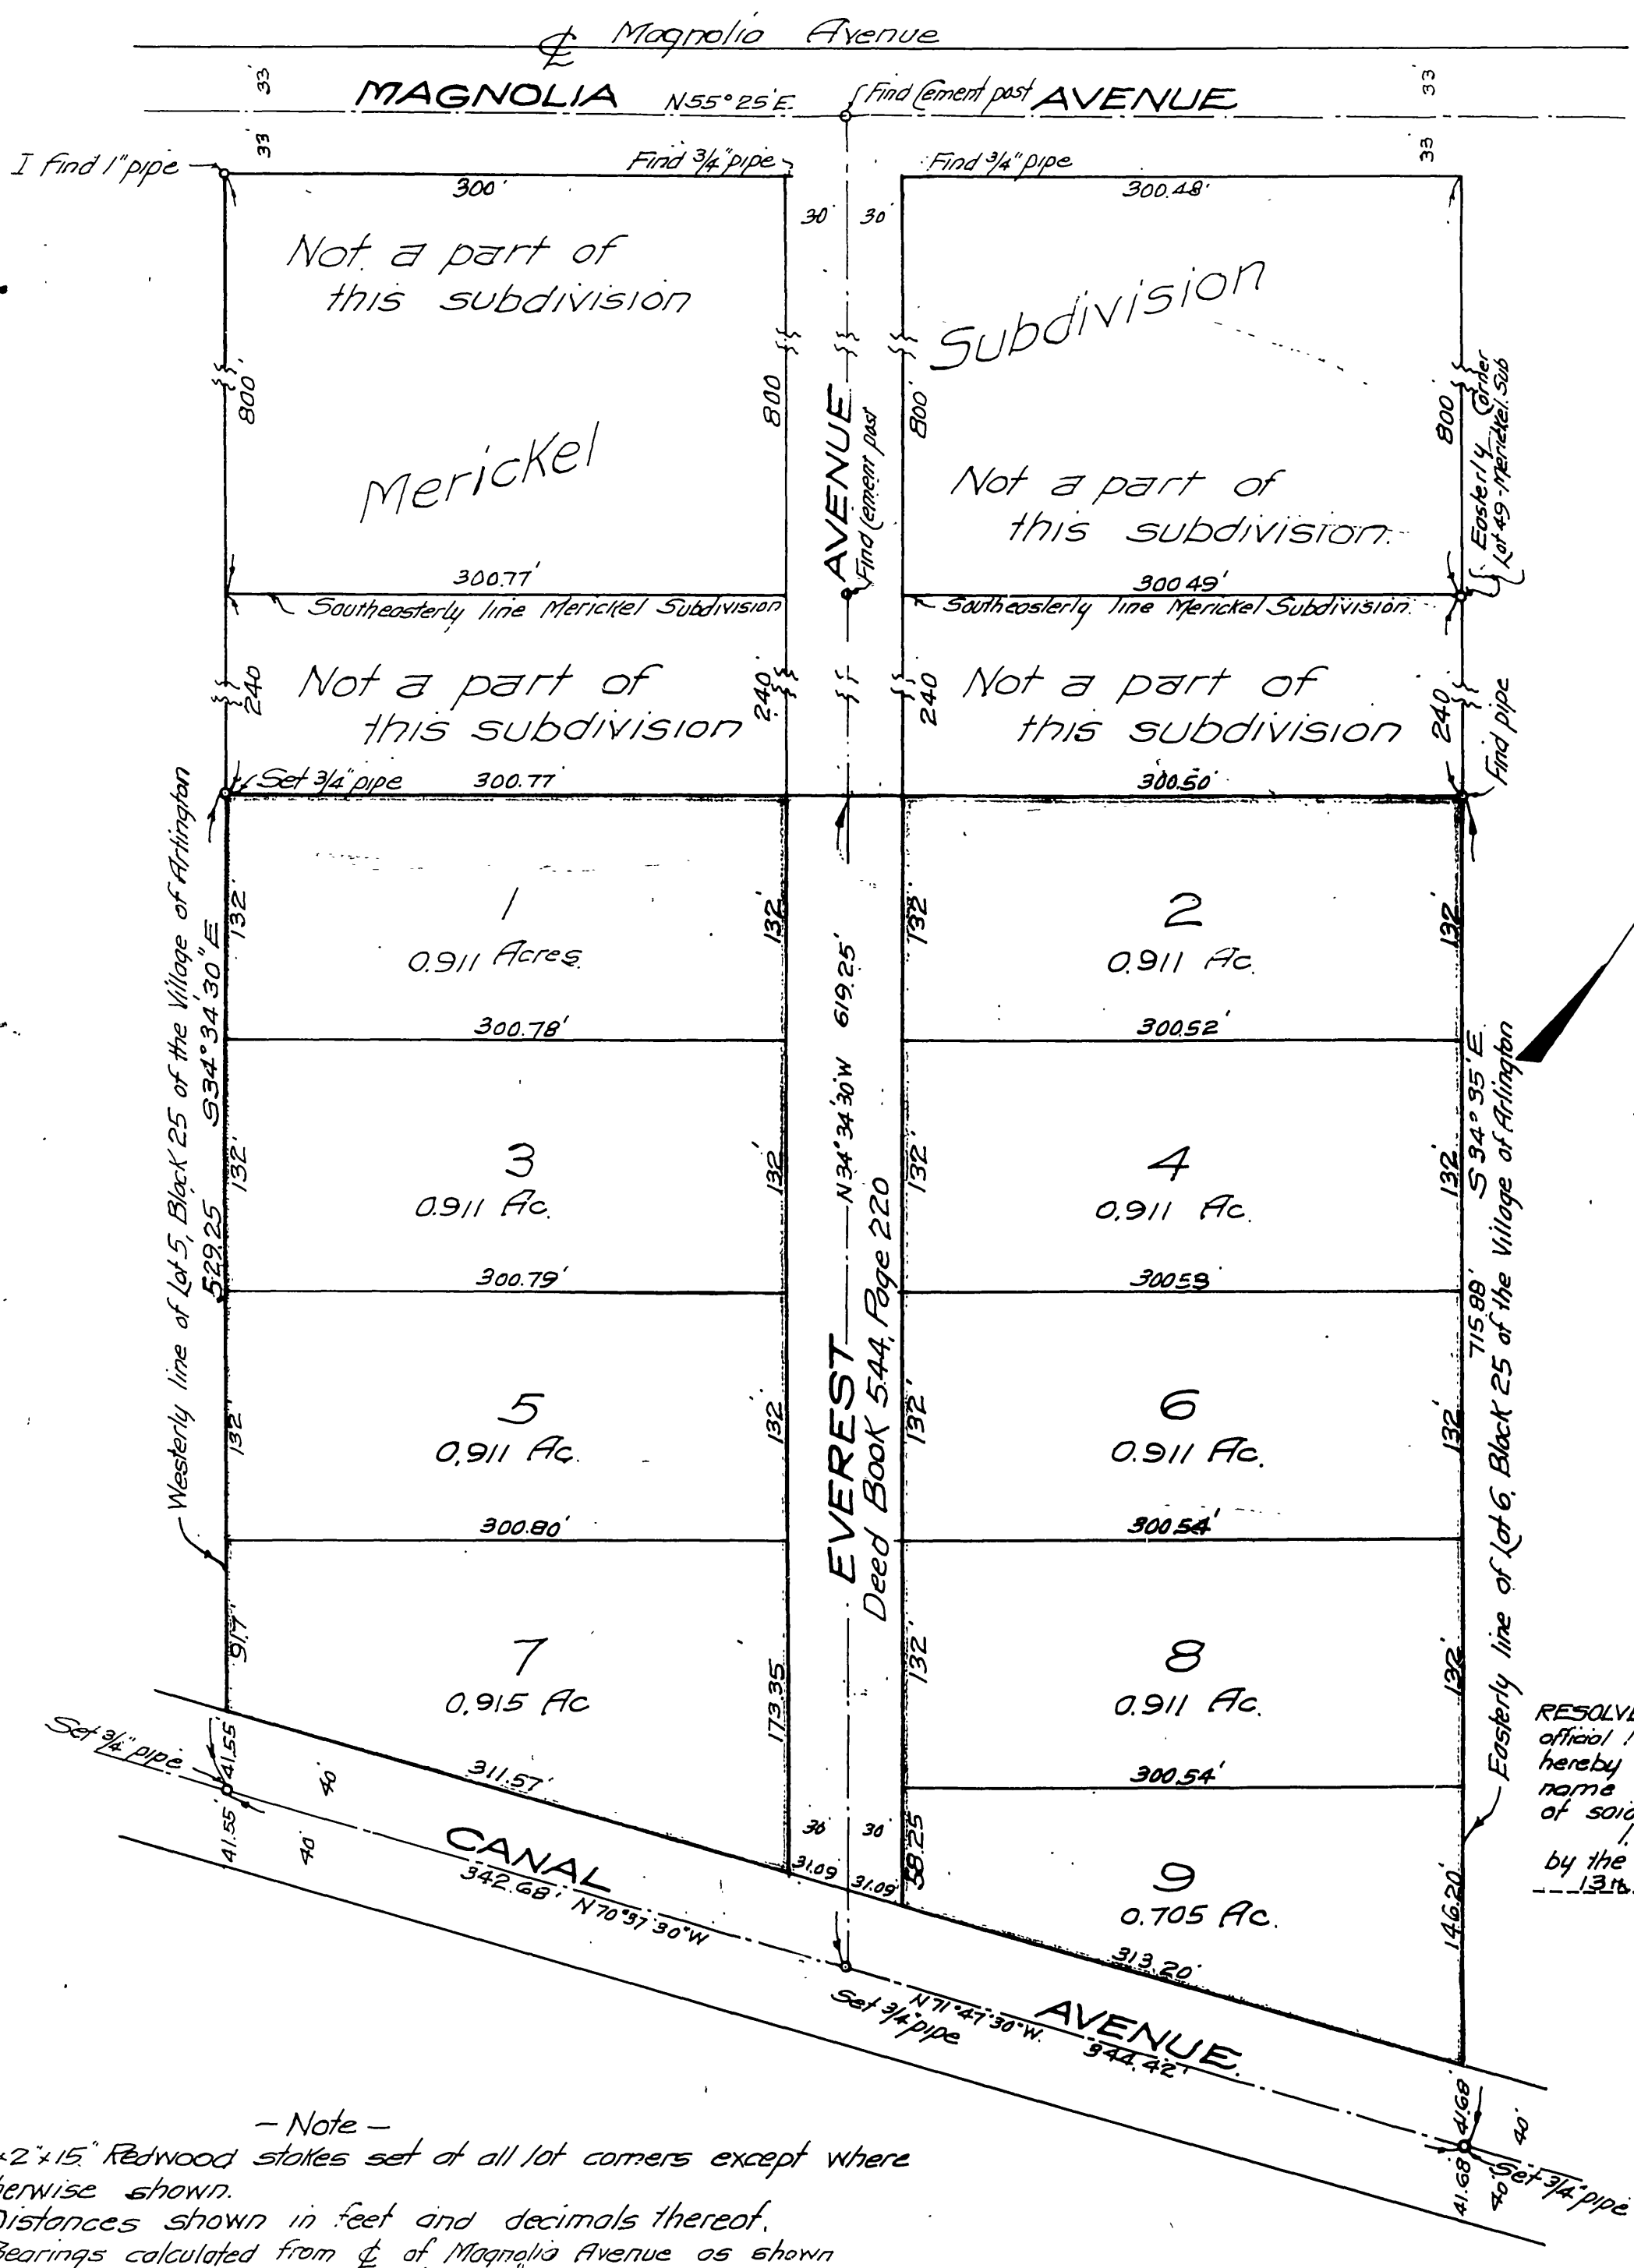 ℄ Magnolia Avenue
33' 33'
MAGNOLIA N55°25'E. Find Cement post AVENUE
33' 33'
I find 1" pipe Find 3/4" pipe Find 3/4" pipe
300' 300.48'
30' 30'
Not a part of
this subdivision
Subdivision
800' 800 800' 800'
Merickel
AVENUE
Find Cement post
Easterly Corner
Lot 49-Merickel Sub
Not a part of
this subdivision.
300.77' 300.49'
Southeasterly line Merickel Subdivision Southeasterly line Merickel Subdivision.
Not a part of
this subdivision
Not a part of
this subdivision
240 240 240 240
Find pipe
Set 3/4" pipe 300.77' 300.50'
Westerly line of Lot 5, Block 25 of the Village of Arlington
529.25 S34°34'30"E
132' 132' 132' 132'
1
0.911 Acres.
2
0.911 Ac.
300.78' 300.52'
N34°34'30"W 619.25'
S34°35'E
715.88'
Easterly line of Lot 6, Block 25 of the Village of Arlington
132' 132' 132' 132'
3
0.911 Ac.
4
0.911 Ac.
300.79' 300.53
EVEREST
Deed Book 544, Page 220
132' 132' 132' 132'
5
0.911 Ac.
6
0.911 Ac.
300.80' 300.54'
91.7' 173.35 132' 132'
7
0.915 Ac
8
0.911 Ac.
300.54'
Set 3/4" pipe
41.55' 40'
41.55' 40'
311.57'
30' 30'
31.09 31.09
58.25
CANAL
342.68' N70°37'30"W
9
0.705 Ac.
146.20'
313.20'
Set 3/4" pipe
N71°47'30"W.
AVENUE.
344.42'
41.68' 40'
41.68' 40'
Set 3/4" pipe
RESOLVE
official
hereby
name
of said
1.
by the
13th
— Note —
2"x15" Redwood stakes set at all lot corners except where
herwise shown.
Distances shown in feet and decimals thereof.
Bearings calculated from ℄ of Magnolia Avenue as shown